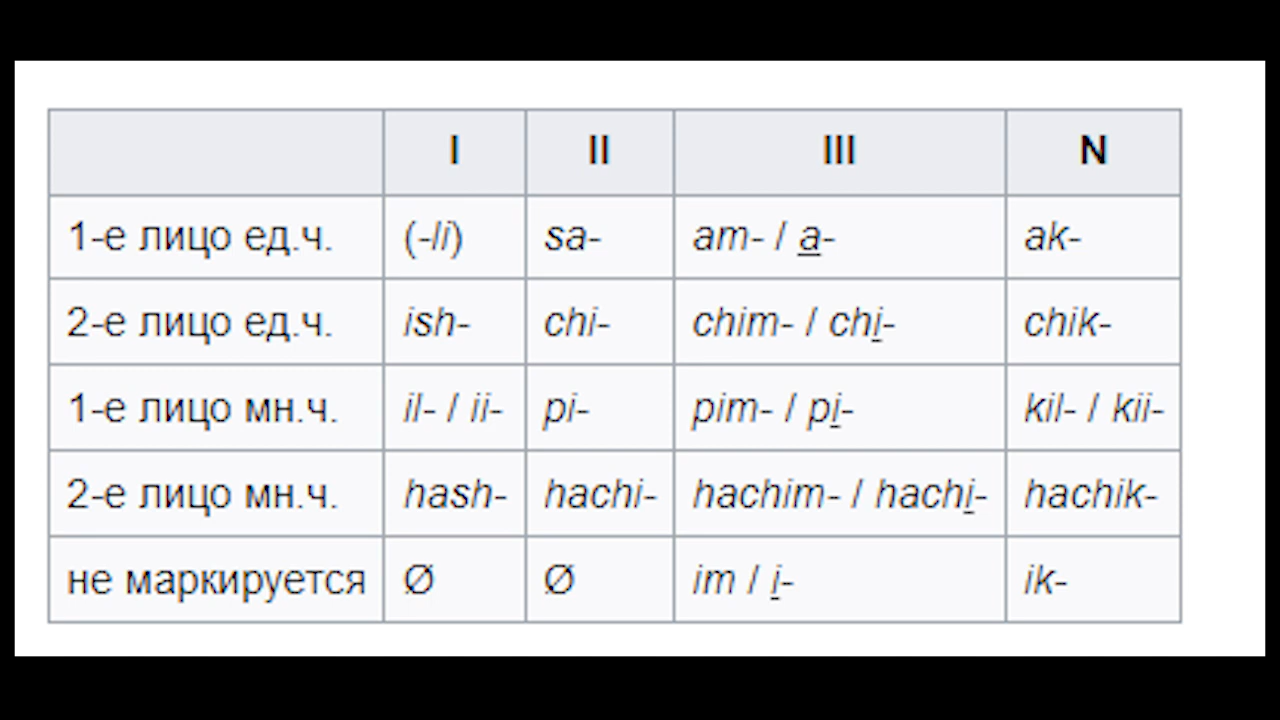 I II III N
1-е лицо ед.ч. (-li) sa- am- / a̲- ak-
2-е лицо ед.ч. ish- chi- chim- / chi̲- chik-
1-е лицо мн.ч. il- / ii- pi- pim- / pi̲- kil- / kii-
2-е лицо мн.ч. hash- hachi- hachim- / hachi̲- hachik-
не маркируется Ø Ø im / i̲- ik-